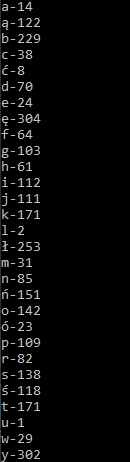 a-14
ą-122
b-229
c-38
ć-8
d-70
e-24
ę-304
f-64
g-103
h-61
i-112
j-111
k-171
l-2
ł-253
m-31
n-85
ń-151
o-142
ó-23
p-109
r-82
s-138
ś-118
t-171
u-1
w-29
y-302